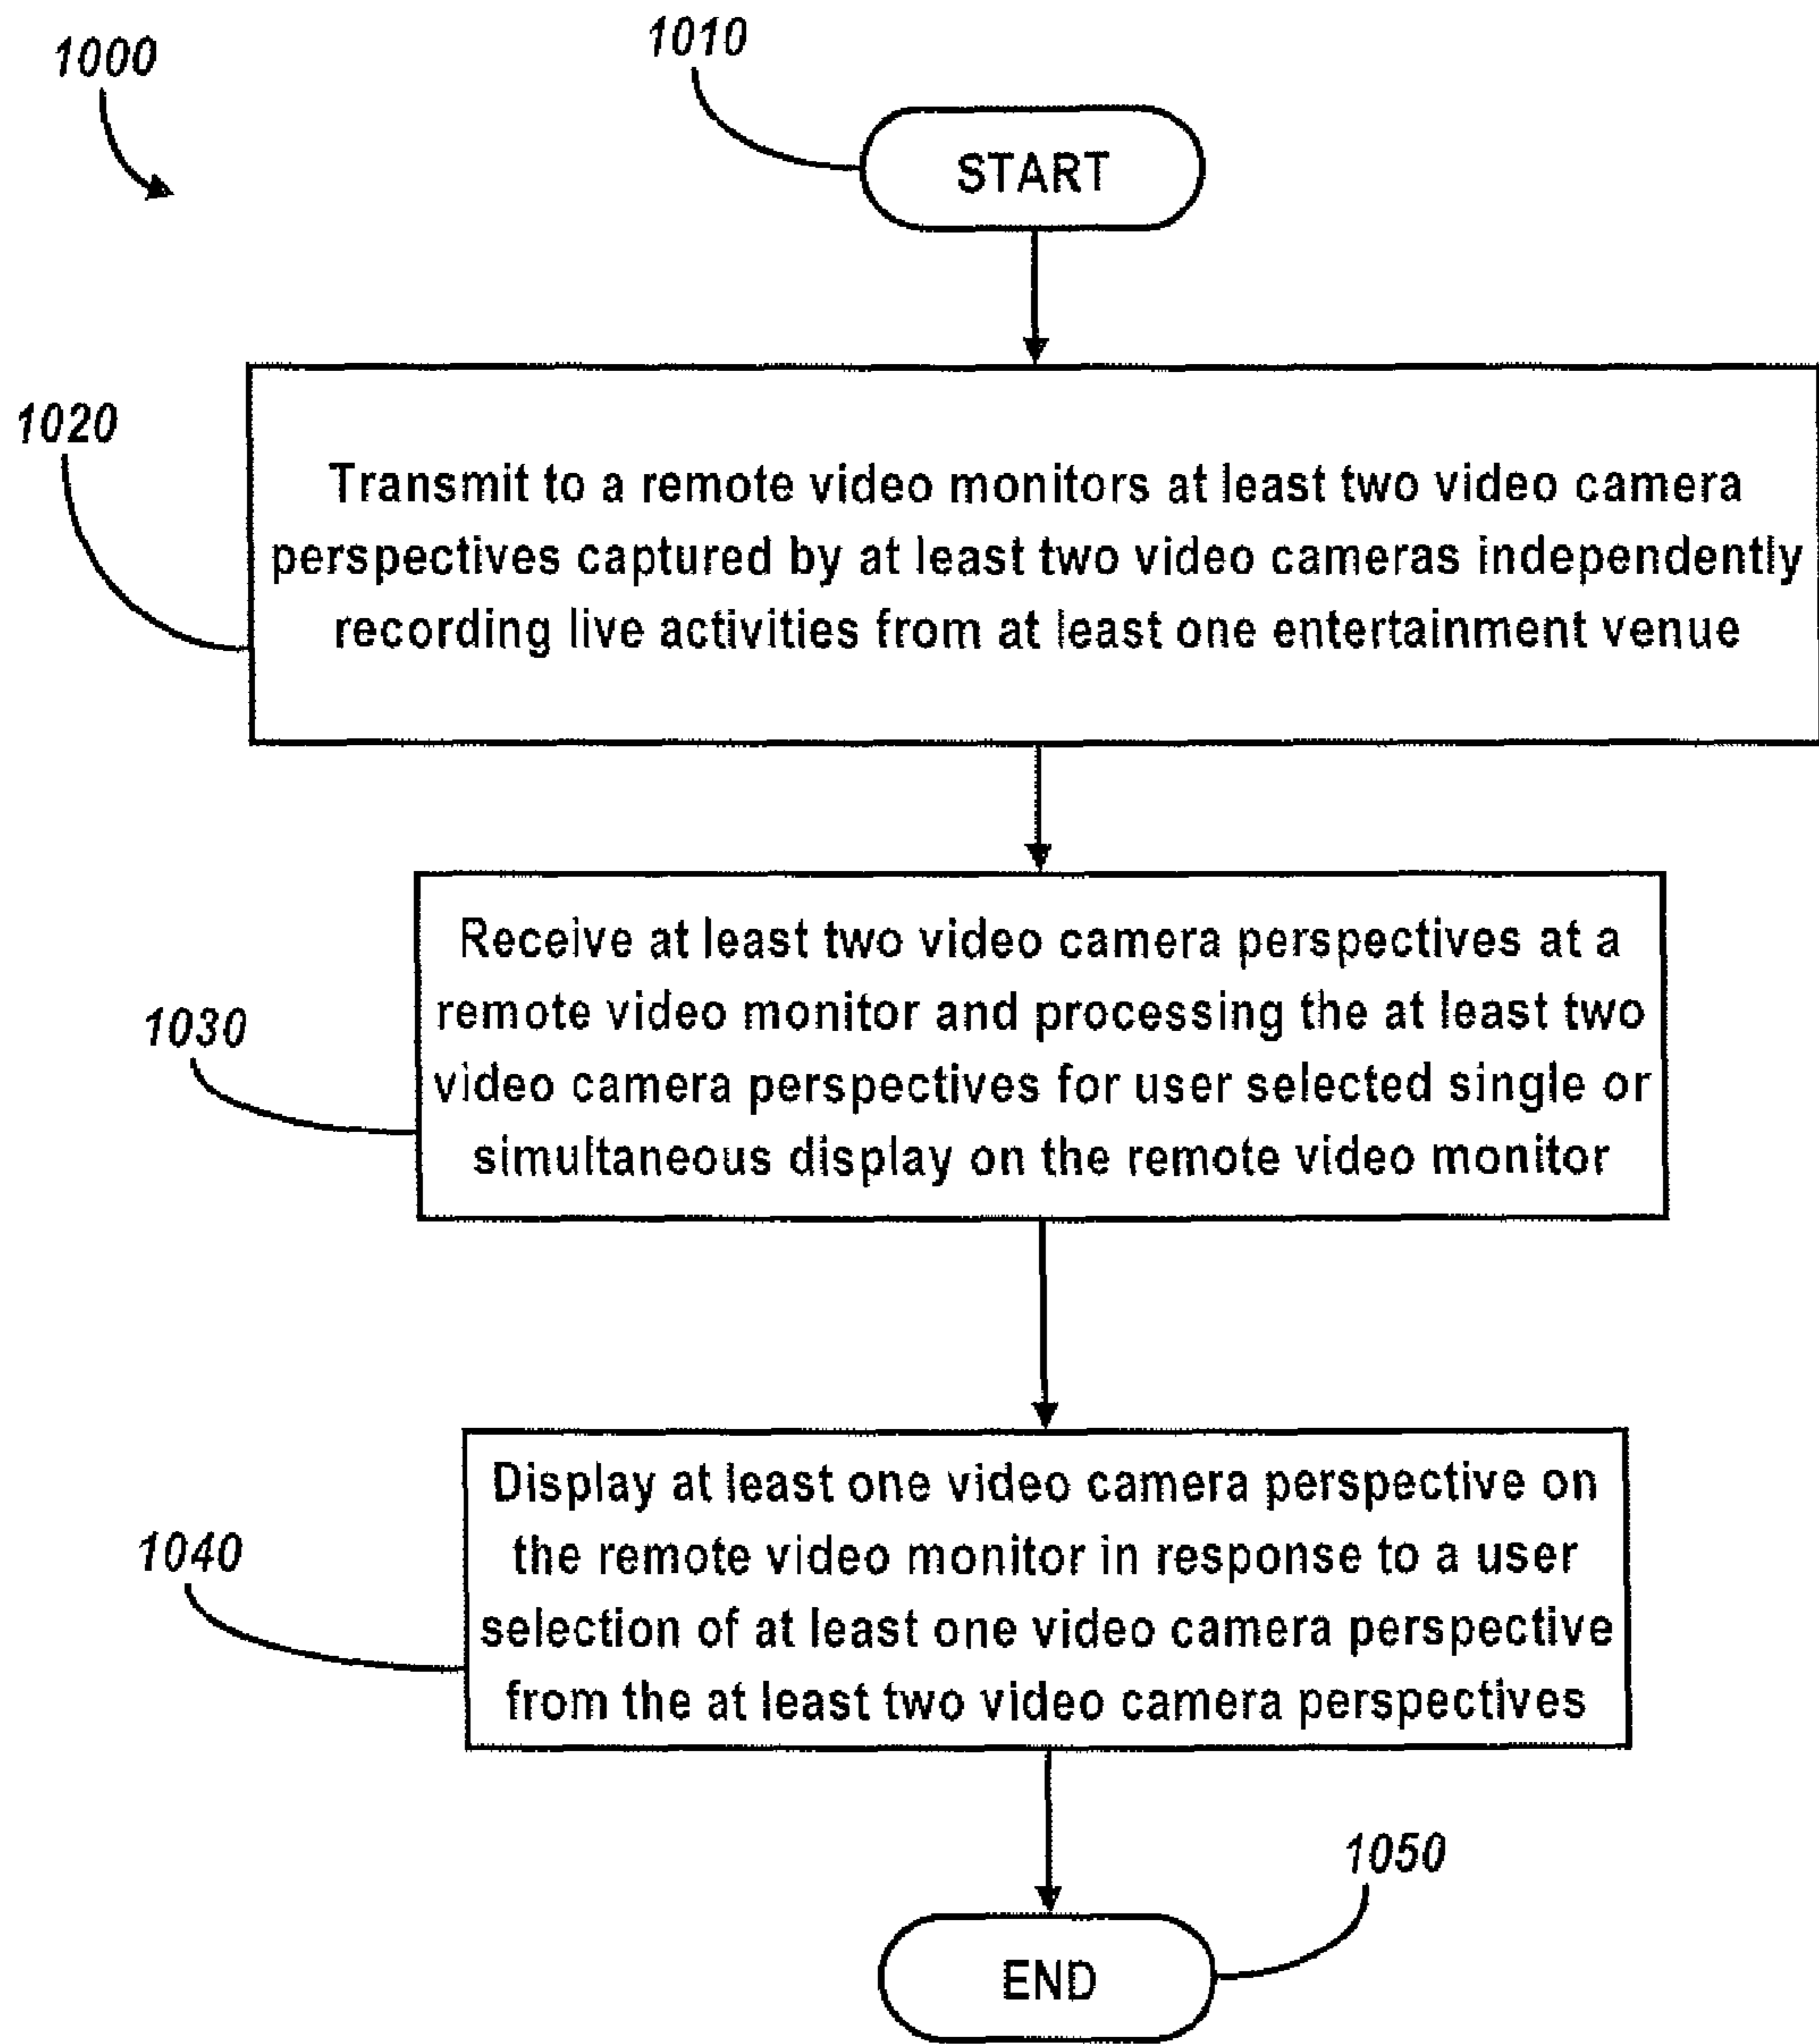 1000
1010
START
1020
Transmit to a remote video monitors at least two video camera
perspectives captured by at least two video cameras independently
recording live activities from at least one entertainment venue
1030
Receive at least two video camera perspectives at a
remote video monitor and processing the at least two
video camera perspectives for user selected single or
simultaneous display on the remote video monitor
1040
Display at least one video camera perspective on
the remote video monitor in response to a user
selection of at least one video camera perspective
from the at least two video camera perspectives
1050
END